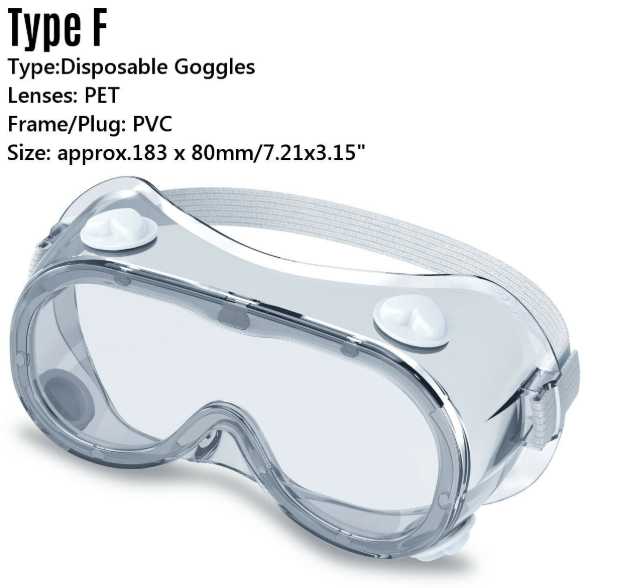 Type F
Type:Disposable Goggles
Lenses: PET
Frame/Plug: PVC
Size: approx.183 x 80mm/7.21x3.15"